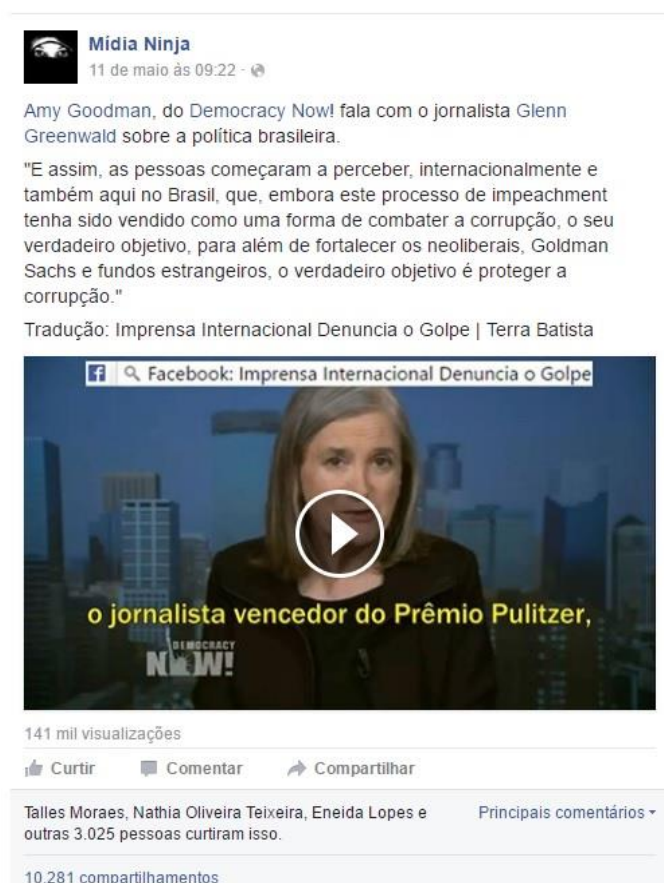 Mídia Ninja
11 de maio às 09:22 ·
Amy Goodman, do Democracy Now! fala com o jornalista Glenn
Greenwald sobre a política brasileira.
"E assim, as pessoas começaram a perceber, internacionalmente e
também aqui no Brasil, que, embora este processo de impeachment
tenha sido vendido como uma forma de combater a corrupção, o seu
verdadeiro objetivo, para além de fortalecer os neoliberais, Goldman
Sachs e fundos estrangeiros, o verdadeiro objetivo é proteger a
corrupção."
Tradução: Imprensa Internacional Denuncia o Golpe | Terra Batista
f Facebook: Imprensa Internacional Denuncia o Golpe
o jornalista vencedor do Prêmio Pulitzer,
DEMOCRACY
NOW!
141 mil visualizações
Curtir Comentar Compartilhar
Talles Moraes, Nathia Oliveira Teixeira, Eneida Lopes e Principais comentários
outras 3.025 pessoas curtiram isso.
10.281 compartilhamentos